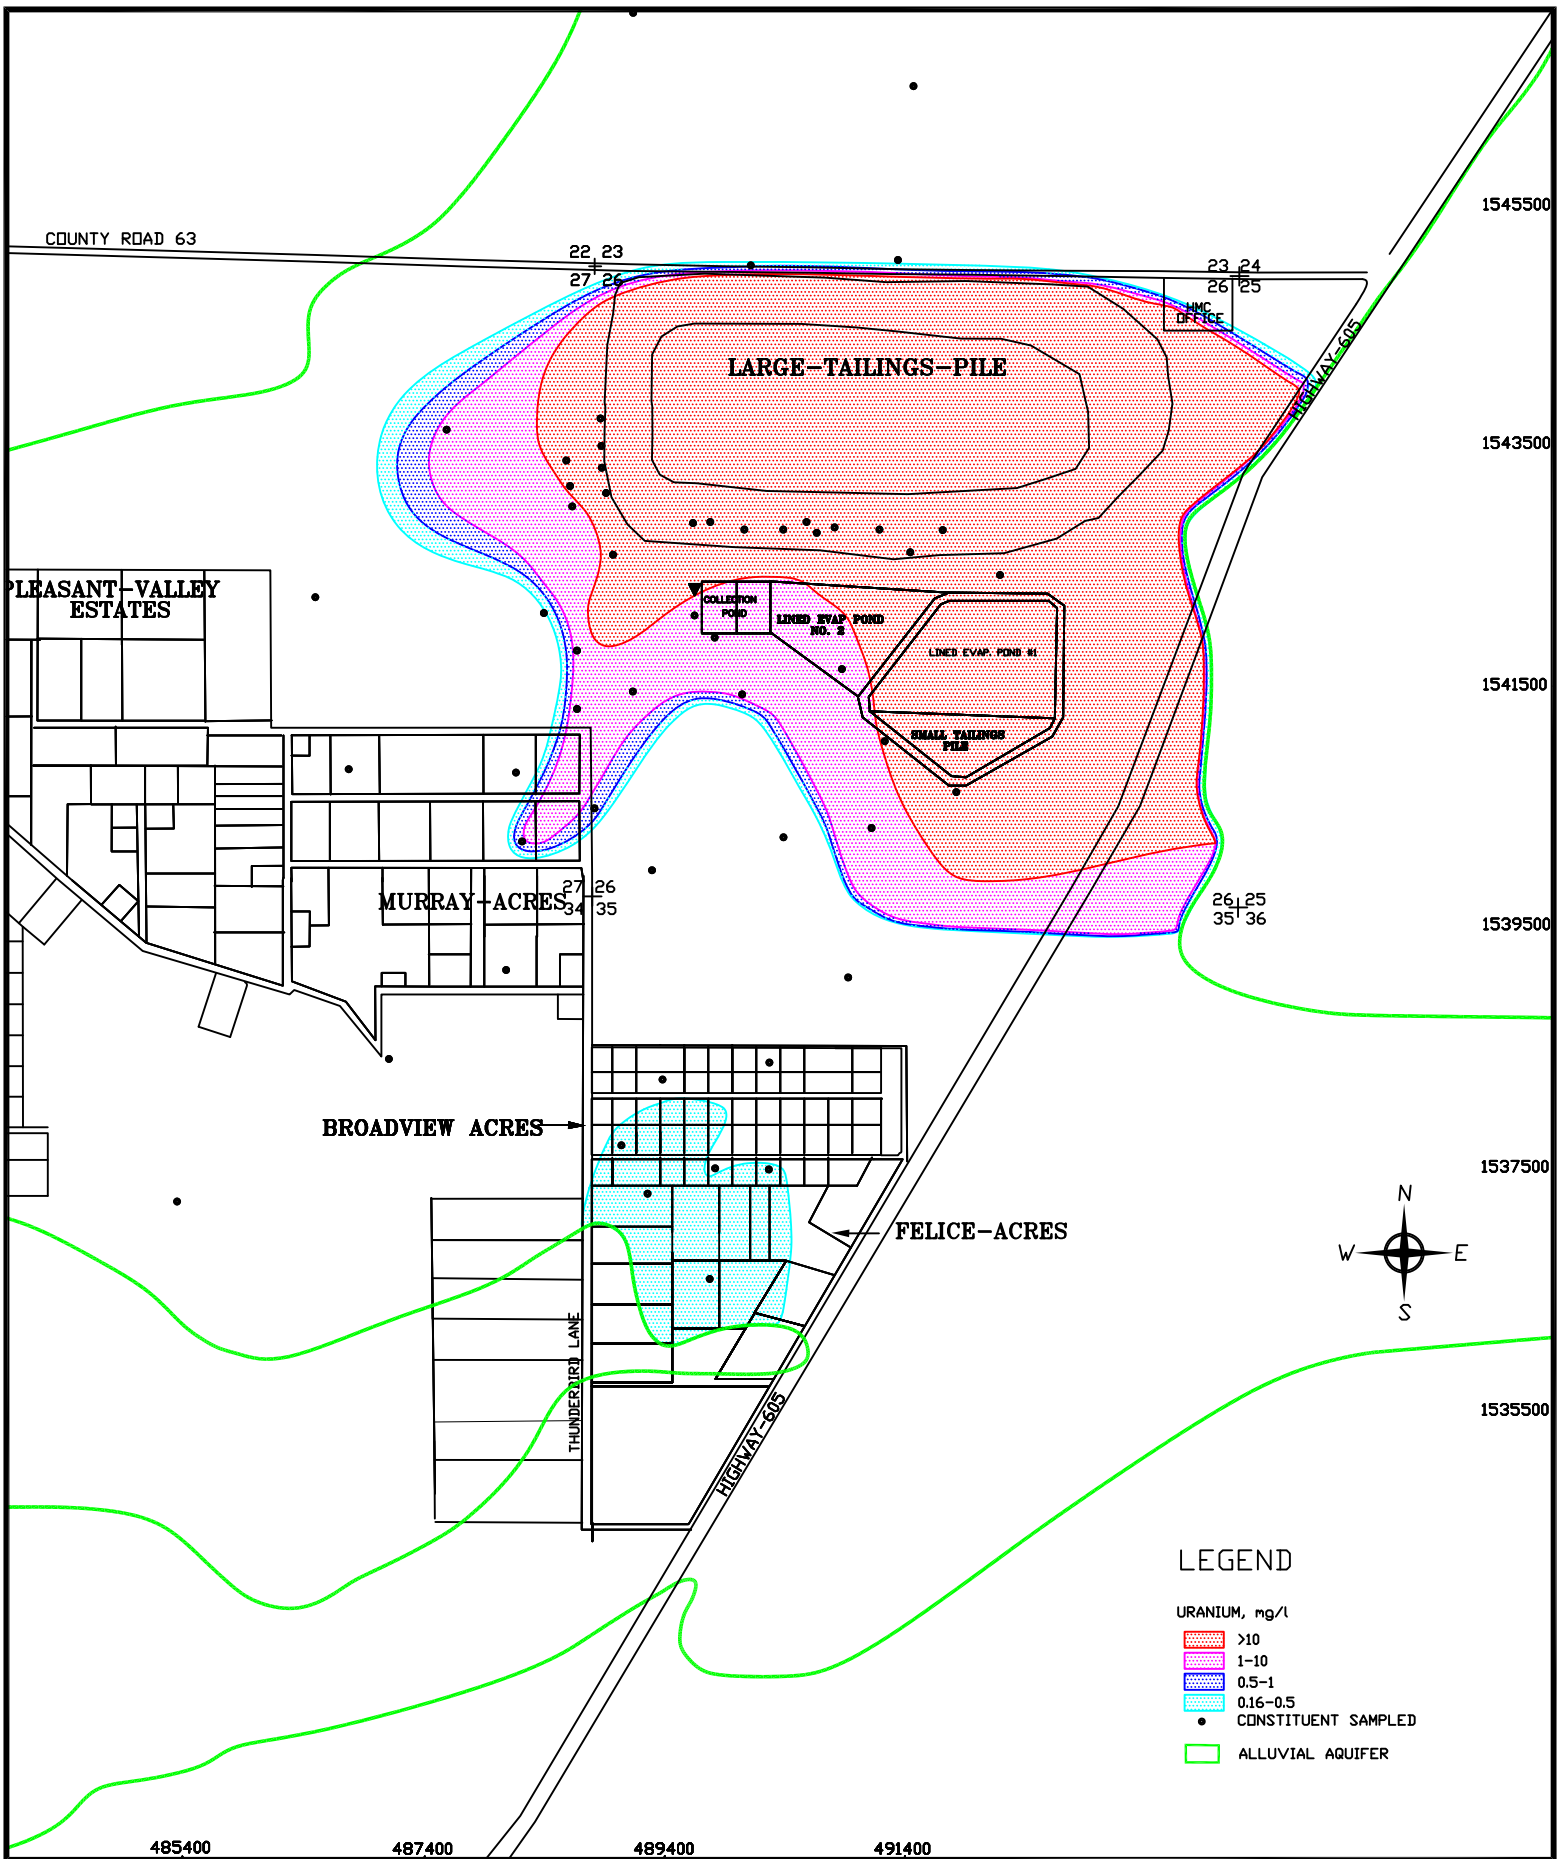 1545500
COUNTY ROAD 63
22 23
27 26
23 24
26 25
HMC
OFFICE
HIGHWAY-605
LARGE-TAILINGS-PILE
1543500
PLEASANT-VALLEY
ESTATES
COLLECTION
POND
LINED EVAP POND
NO. 2
LINED EVAP. POND #1
1541500
SMALL TAILINGS
PILE
MURRAY-ACRES
27 26
34 35
26 25
35 36
1539500
BROADVIEW ACRES
1537500
FELICE-ACRES
N
W E
S
THUNDERBIRD LANE
HIGHWAY-605
1535500
LEGEND
URANIUM, mg/l
>10
1-10
0.5-1
0.16-0.5
CONSTITUENT SAMPLED
ALLUVIAL AQUIFER
485400
487400
489400
491400